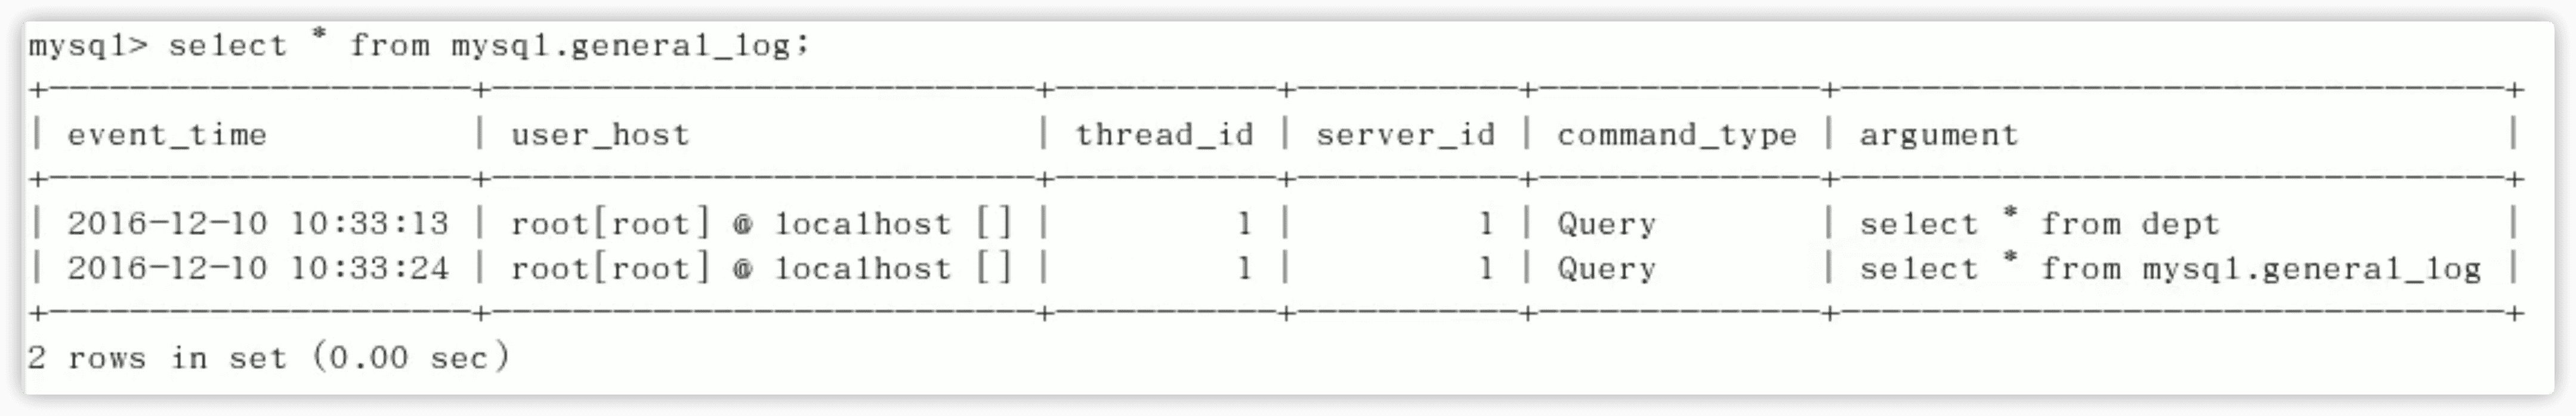 mysql> select * from mysql.general_log;
+---------------------+---------------------------+-----------+-----------+--------------+---------------------------------+
| event_time          | user_host                 | thread_id | server_id | command_type | argument                        |
+---------------------+---------------------------+-----------+-----------+--------------+---------------------------------+
| 2016-12-10 10:33:13 | root[root] @ localhost [] |         1 |         1 | Query        | select * from dept              |
| 2016-12-10 10:33:24 | root[root] @ localhost [] |         1 |         1 | Query        | select * from mysql.general_log |
+---------------------+---------------------------+-----------+-----------+--------------+---------------------------------+
2 rows in set (0.00 sec)